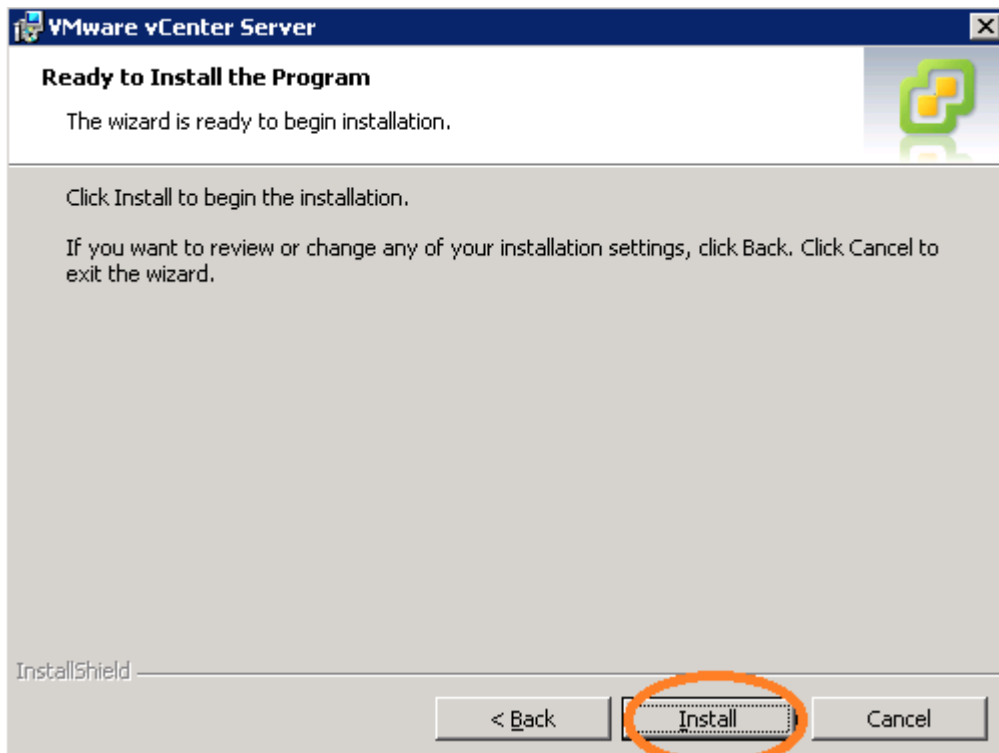 VMware vCenter Server
Ready to Install the Program
The wizard is ready to begin installation.
Click Install to begin the installation.
If you want to review or change any of your installation settings, click Back. Click Cancel to
exit the wizard.
InstallShield
< Back
Install
Cancel